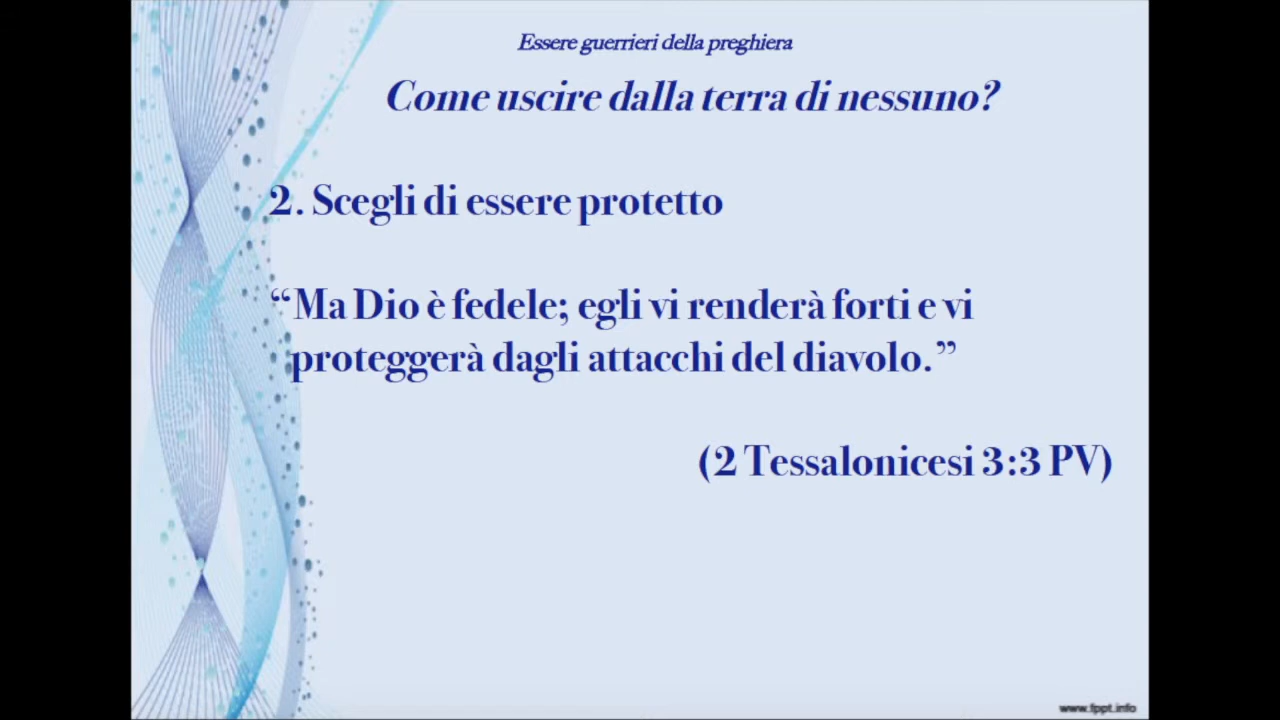 Essere guerrieri della preghiera
Come uscire dalla terra di nessuno?
2. Scegli di essere protetto
“Ma Dio è fedele; egli vi renderà forti e vi
proteggerà dagli attacchi del diavolo.”
(2 Tessalonicesi 3:3 PV)
www.fppt.info